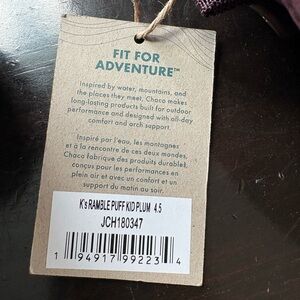 FIT FOR
ADVENTURE™
Inspired by water, mountains, and
the places they meet, Chaco makes
long-lasting products built for outdoor
performance and designed with all-day
comfort and arch support.
Inspiré par l'eau, les montagnes
et à la rencontre de ces deux mondes,
Chaco fabrique des produits durables,
conçus pour les performances en
plein air et avec un confort et un
support du matin au soir.
K's RAMBLE PUFF KID PLUM 4.5
JCH180347
1 94917 99223 4